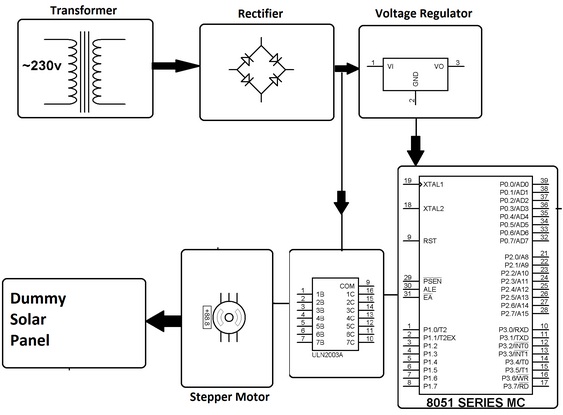 Transformer
Rectifier
Voltage Regulator
~230v
1 VI VO 3
GND
2
19 XTAL1 P0.0/AD0 39
P0.1/AD1 38
P0.2/AD2 37
18 XTAL2 P0.3/AD3 36
P0.4/AD4 35
P0.5/AD5 34
P0.6/AD6 33
9 RST P0.7/AD7 32
P2.0/A8 21
P2.1/A9 22
P2.2/A10 23
29 PSEN P2.3/A11 24
30 ALE P2.4/A12 25
31 EA P2.5/A13 26
P2.6/A14 27
P2.7/A15 28
1 P1.0/T2 P3.0/RXD 10
2 P1.1/T2EX P3.1/TXD 11
3 P1.2 P3.2/INT0 12
4 P1.3 P3.3/INT1 13
5 P1.4 P3.4/T0 14
6 P1.5 P3.5/T1 15
7 P1.6 P3.6/WR 16
8 P1.7 P3.7/RD 17
8051 SERIES MC
COM 9
1 1B 1C 16
2 2B 2C 15
3 3B 3C 14
4 4B 4C 13
5 5B 5C 12
6 6B 6C 11
7 7B 7C 10
ULN2003A
+88.8
Stepper Motor
Dummy
Solar
Panel